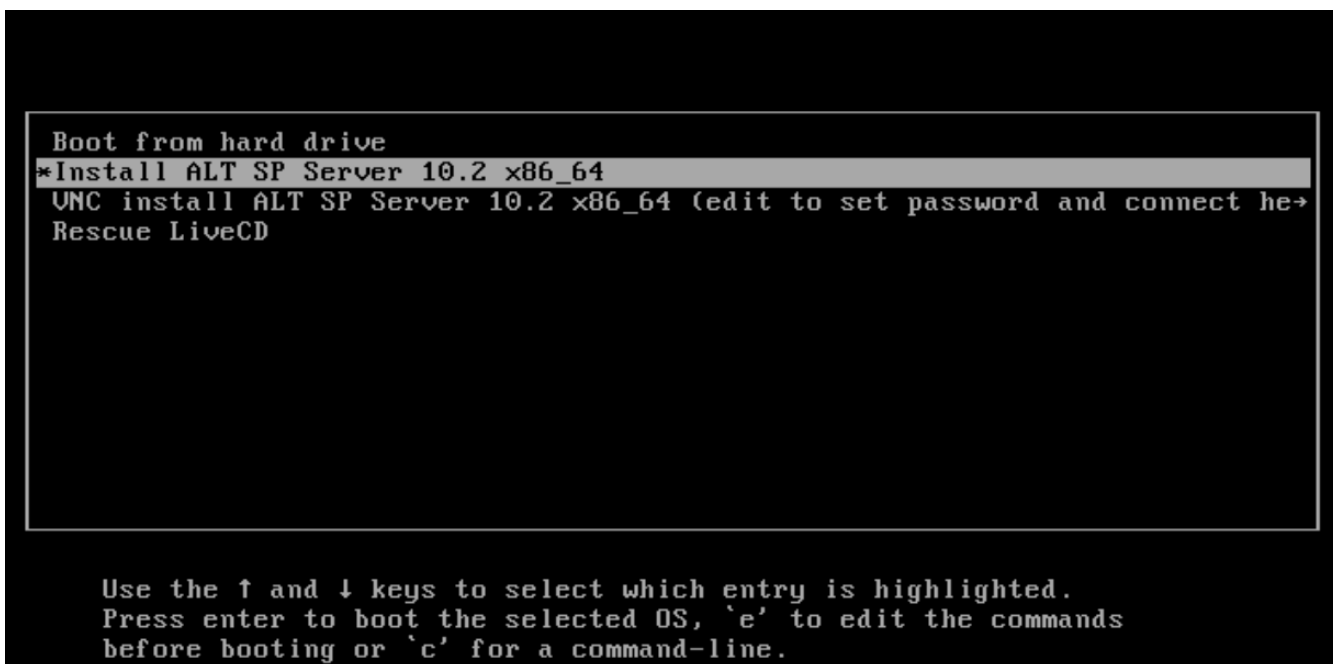 Boot from hard drive
*Install ALT SP Server 10.2 x86_64
VNC install ALT SP Server 10.2 x86_64 (edit to set password and connect he→
Rescue LiveCD
Use the ↑ and ↓ keys to select which entry is highlighted.
Press enter to boot the selected OS, `e' to edit the commands
before booting or `c' for a command-line.